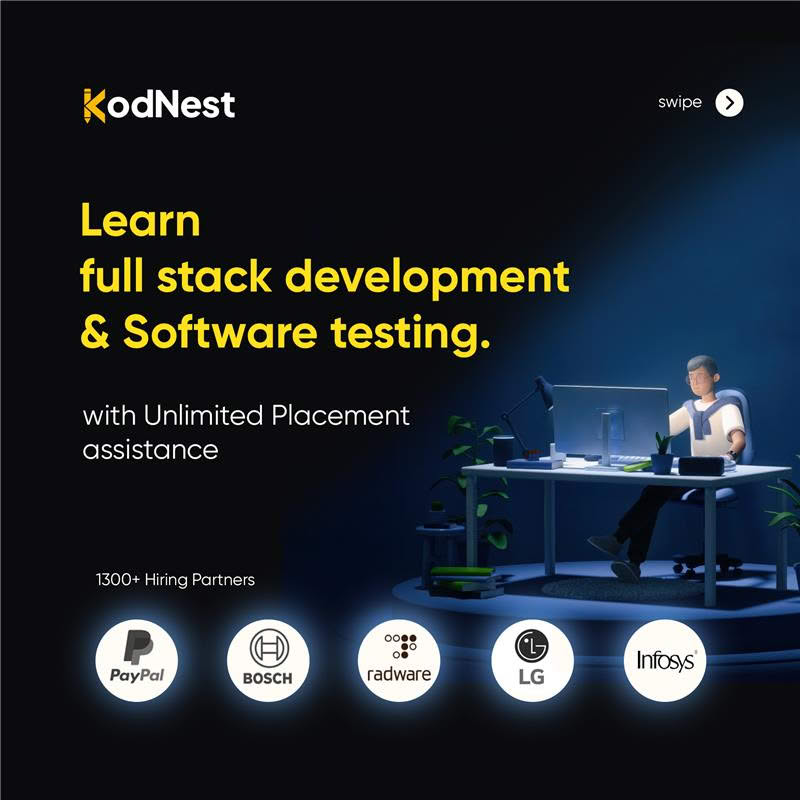 KodNest
swipe
Learn
full stack development
& Software testing.
with Unlimited Placement
assistance
1300+ Hiring Partners
PayPal
BOSCH
radware
LG
Infosys